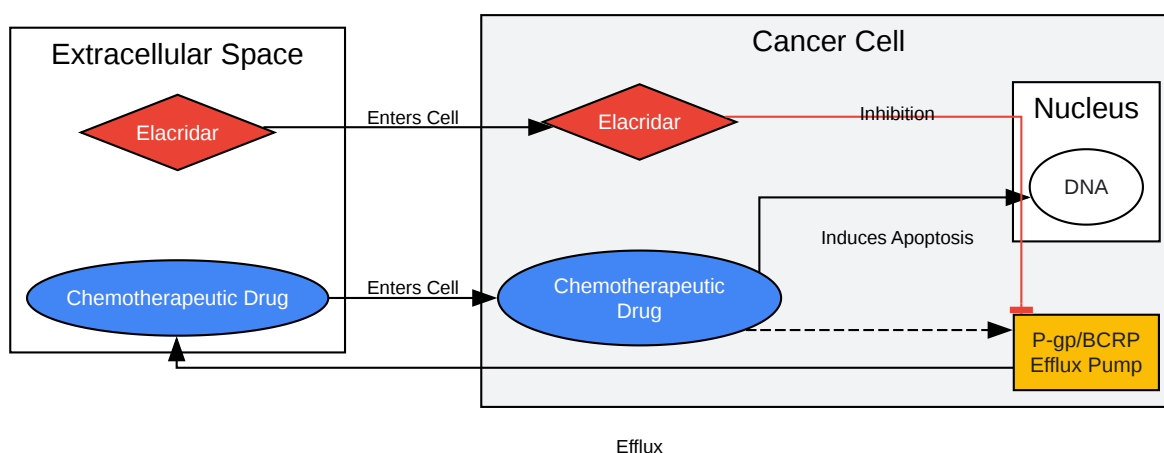 Extracellular Space
Cancer Cell
Nucleus
Elacridar
Enters Cell
Elacridar
Inhibition
DNA
Induces Apoptosis
Chemotherapeutic Drug
Enters Cell
Chemotherapeutic
Drug
P-gp/BCRP
Efflux Pump
Efflux